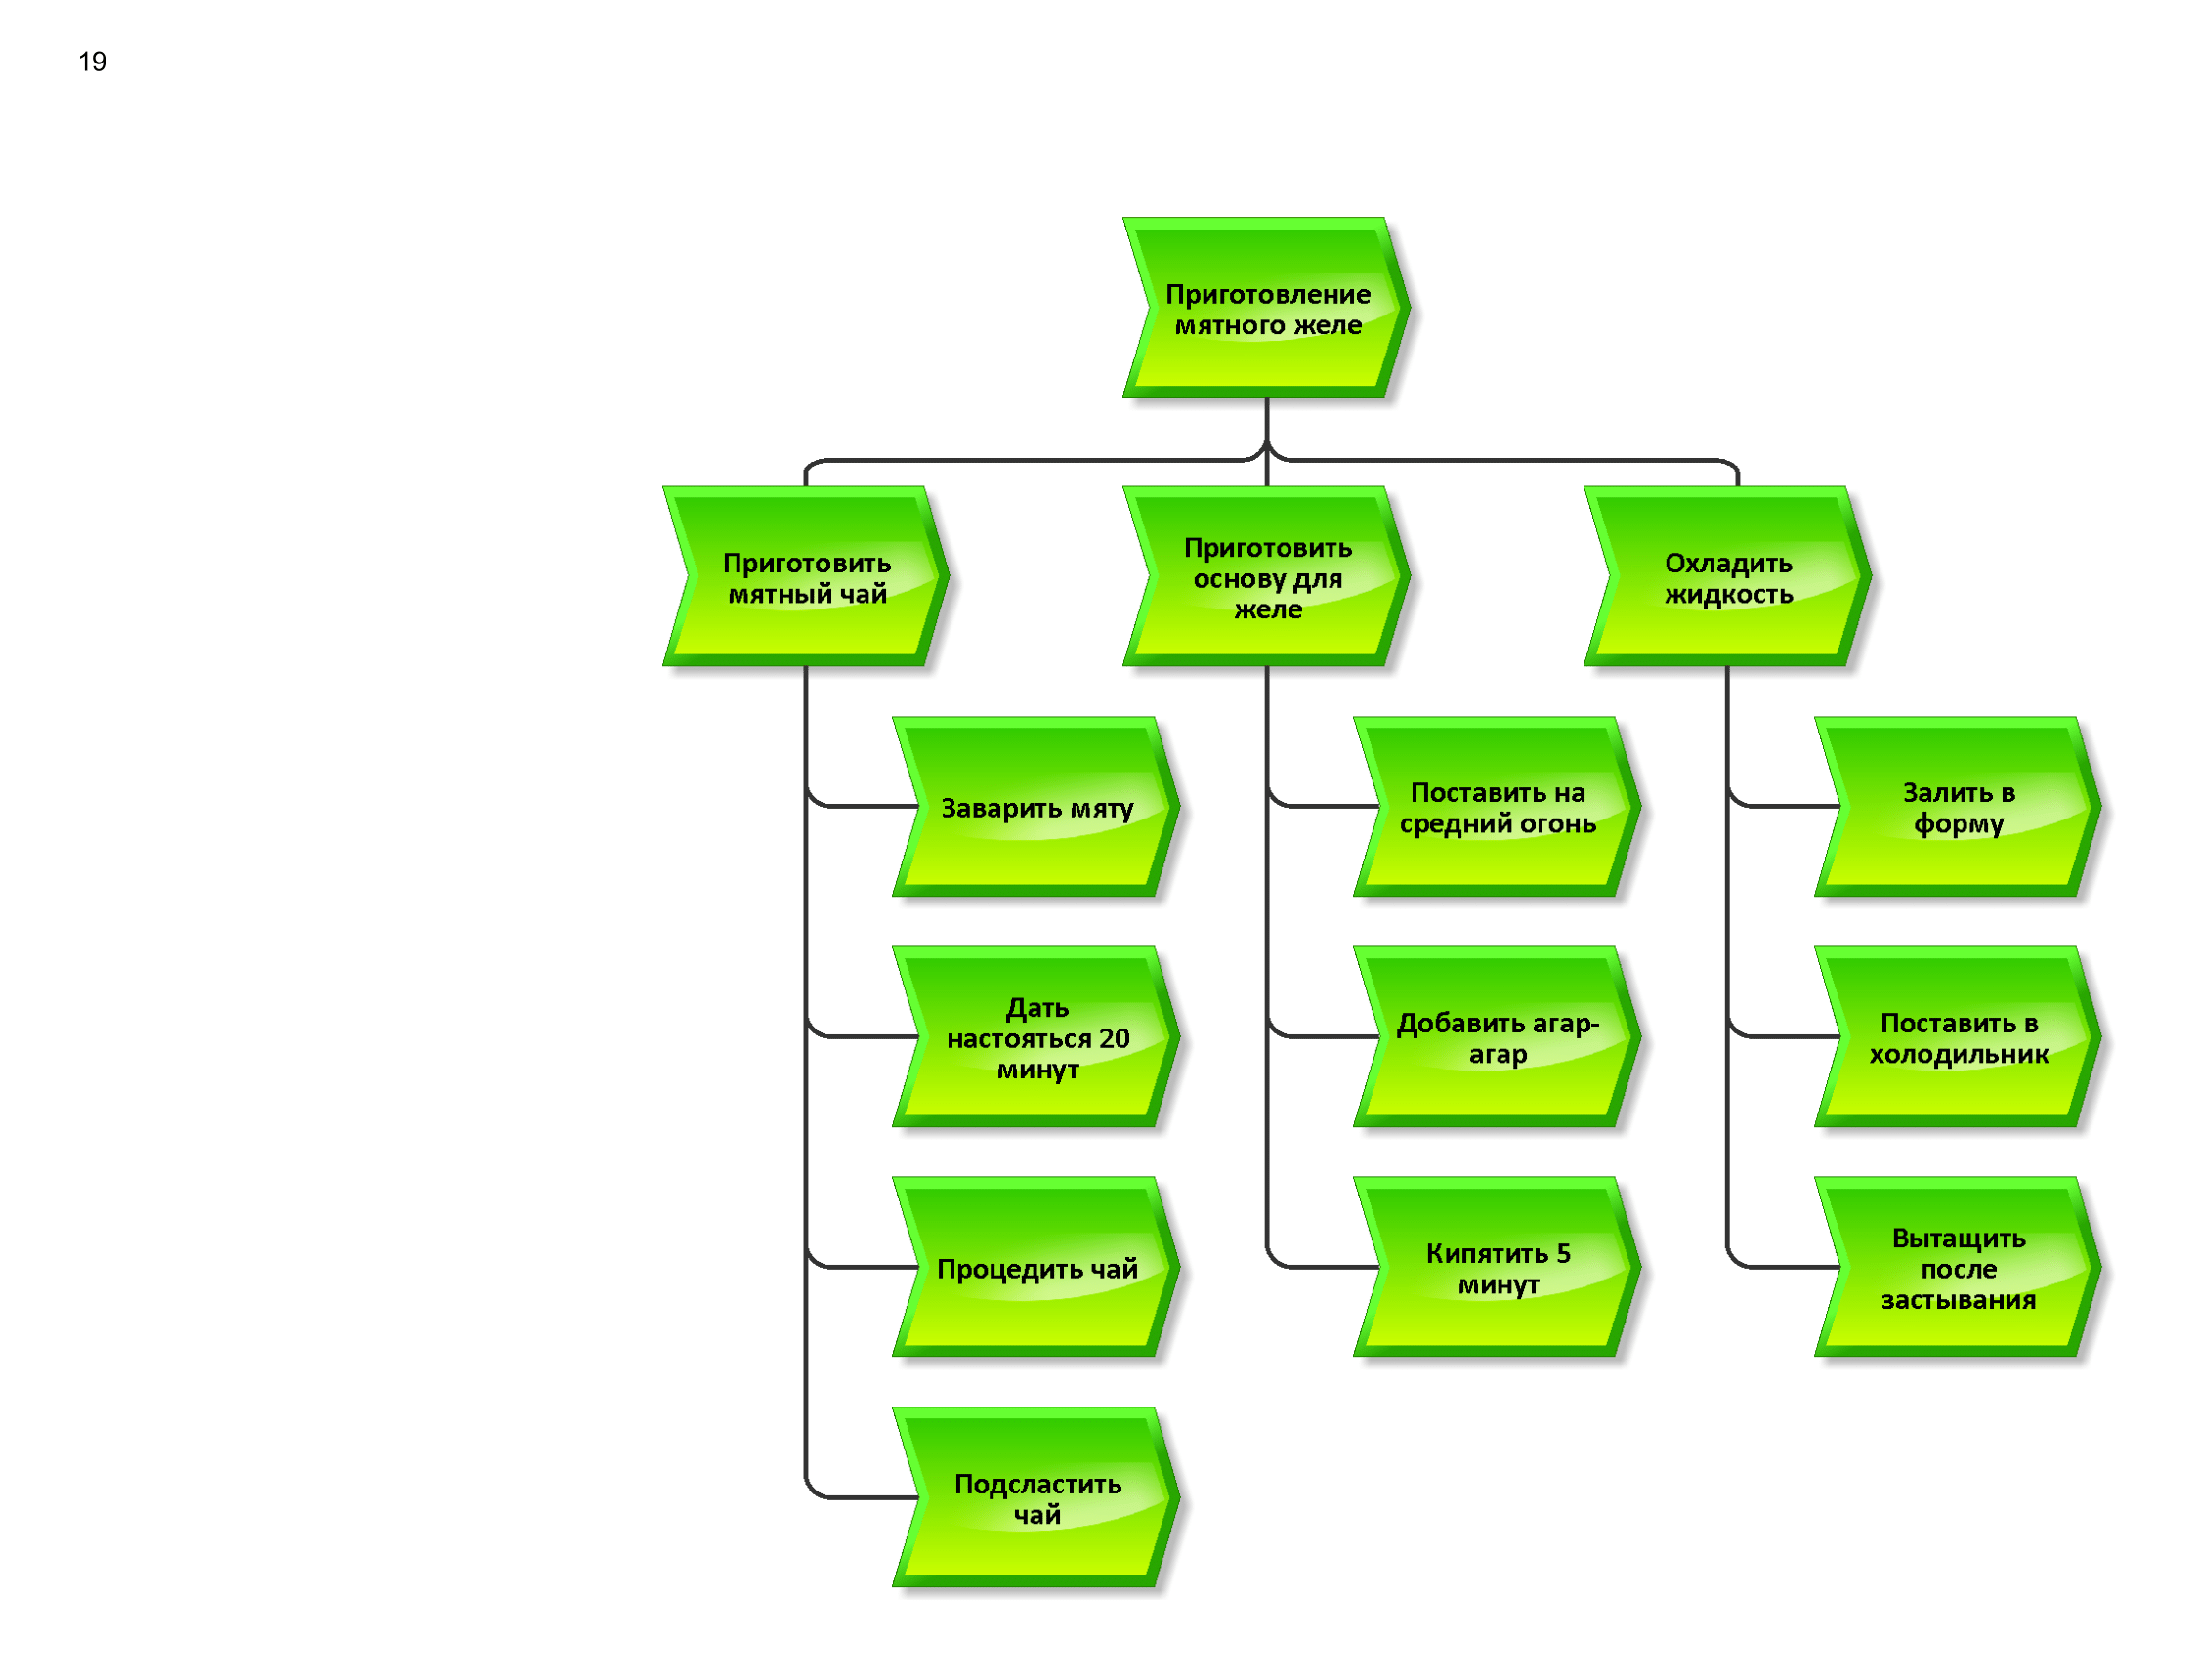 19
Приготовление
мятного желе
Приготовить
мятный чай
Приготовить
основу для
желе
Охладить
жидкость
Заварить мяту
Дать
настояться 20
минут
Процедить чай
Подсластить
чай
Поставить на
средний огонь
Добавить агар-
агар
Кипятить 5
минут
Залить в
форму
Поставить в
холодильник
Вытащить
после
застывания